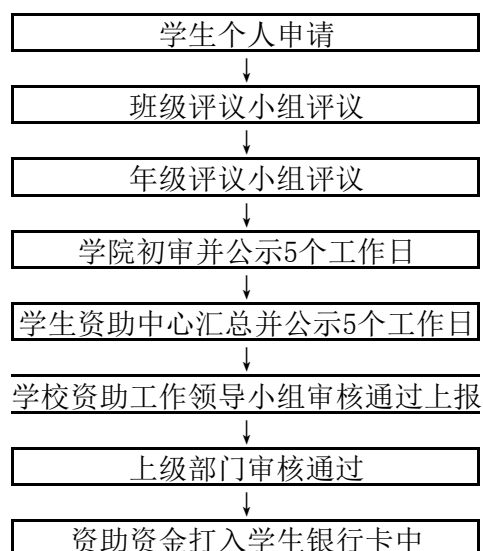 学生个人申请
班级评议小组评议
年级评议小组评议
学院初审并公示5个工作日
学生资助中心汇总并公示5个工作日
学校资助工作领导小组审核通过上报
上级部门审核通过
资助资金打入学生银行卡中